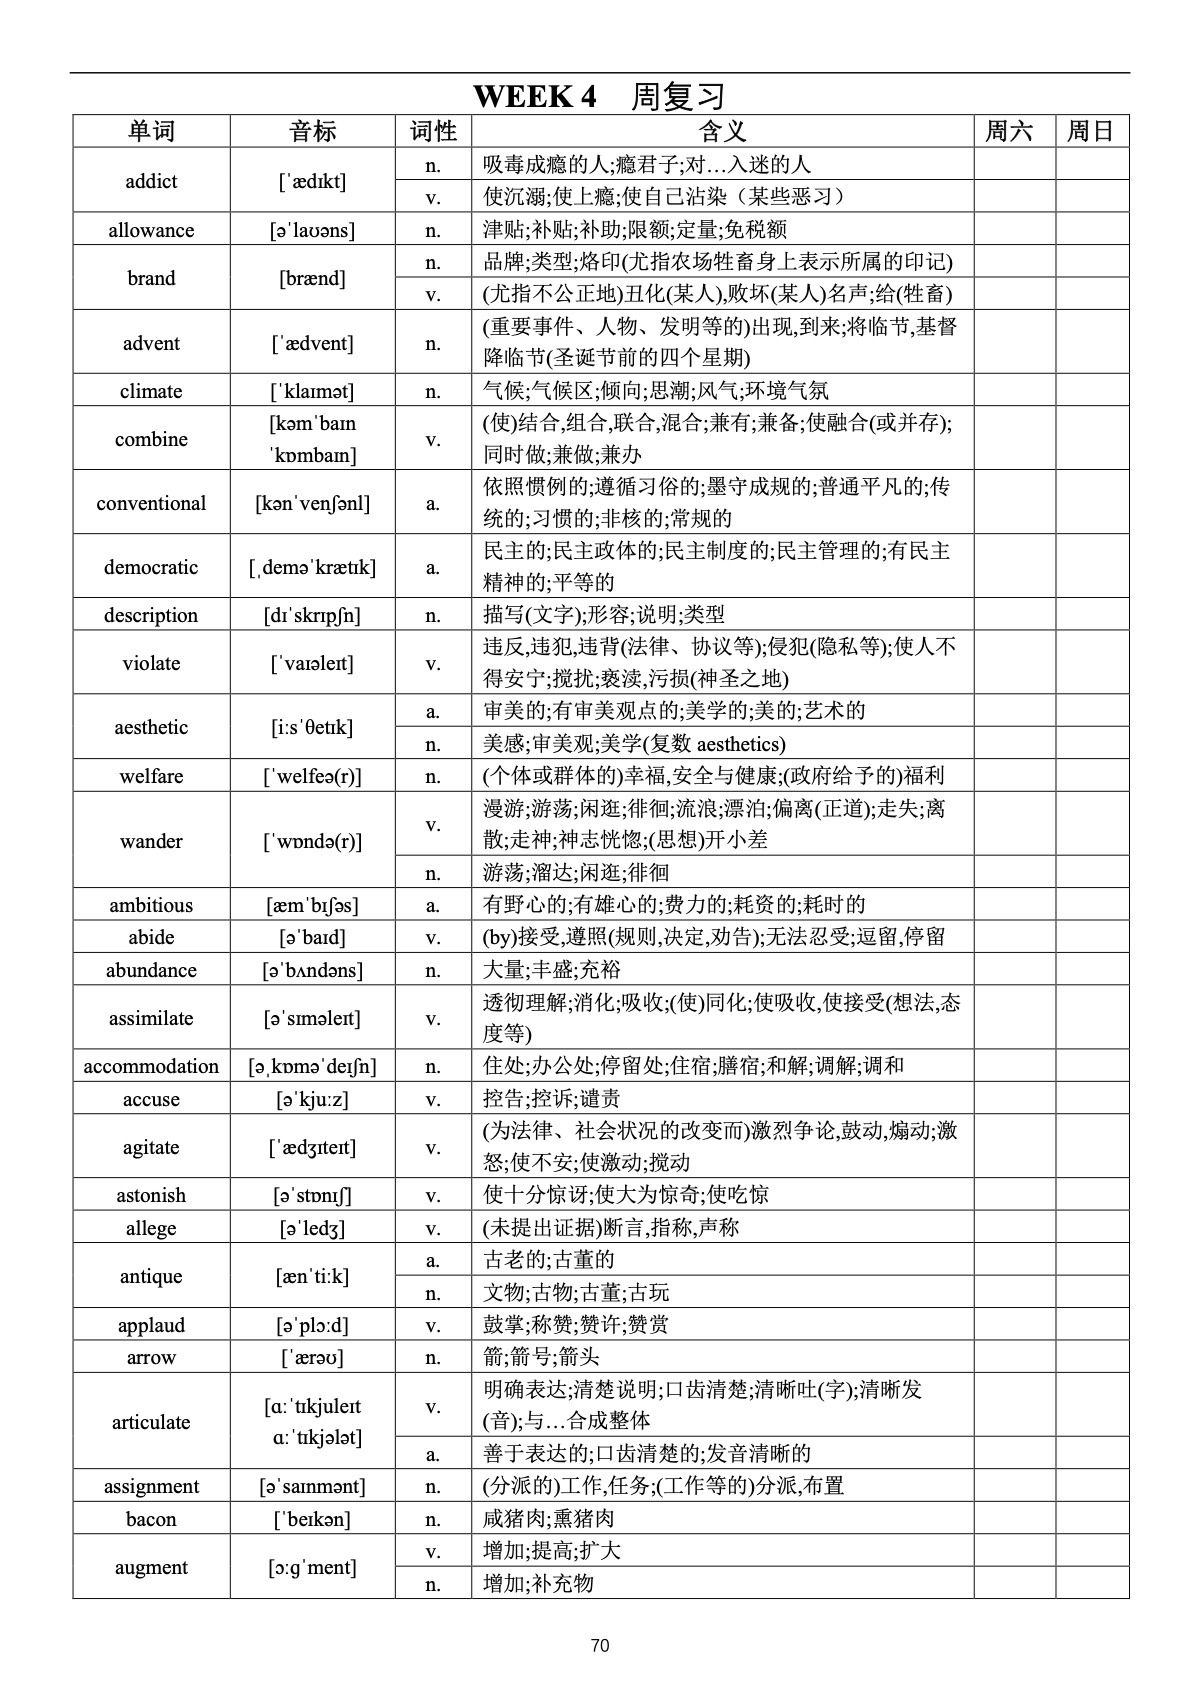 WEEK 4 周复习
单词 音标 词性 含义 周六 周日
addict [ˈædɪkt] n. 吸毒成瘾的人;瘾君子;对…入迷的人
v. 使沉溺;使上瘾;使自己沾染（某些恶习）
allowance [əˈlaʊəns] n. 津贴;补贴;补助;限额;定量;免税额
brand [brænd] n. 品牌;类型;烙印(尤指农场牲畜身上表示所属的印记)
v. (尤指不公正地)丑化(某人),败坏(某人)名声;给(牲畜)
advent [ˈædvent] n. (重要事件、人物、发明等的)出现,到来;将临节,基督
降临节(圣诞节前的四个星期)
climate [ˈklaɪmət] n. 气候;气候区;倾向;思潮;风气;环境气氛
combine [kəmˈbaɪn ˈkɒmbaɪn] v. (使)结合,组合,联合,混合;兼有;兼备;使融合(或并存);
同时做;兼做;兼办
conventional [kənˈvenʃənl] a. 依照惯例的;遵循习俗的;墨守成规的;普通平凡的;传
统的;习惯的;非核的;常规的
democratic [ˌdeməˈkrætɪk] a. 民主的;民主政体的;民主制度的;民主管理的;有民主
精神的;平等的
description [dɪˈskrɪpʃn] n. 描写(文字);形容;说明;类型
violate [ˈvaɪəleɪt] v. 违反,违犯,违背(法律、协议等);侵犯(隐私等);使人不
得安宁;搅扰;亵渎,污损(神圣之地)
aesthetic [iːsˈθetɪk] a. 审美的;有审美观点的;美学的;美的;艺术的
n. 美感;审美观;美学(复数 aesthetics)
welfare [ˈwelfeə(r)] n. (个体或群体的)幸福,安全与健康;(政府给予的)福利
wander [ˈwɒndə(r)] v. 漫游;游荡;闲逛;徘徊;流浪;漂泊;偏离(正道);走失;离
散;走神;神志恍惚;(思想)开小差
n. 游荡;溜达;闲逛;徘徊
ambitious [æmˈbɪʃəs] a. 有野心的;有雄心的;费力的;耗资的;耗时的
abide [əˈbaɪd] v. (by)接受,遵照(规则,决定,劝告);无法忍受;逗留,停留
abundance [əˈbʌndəns] n. 大量;丰盛;充裕
assimilate [əˈsɪməleɪt] v. 透彻理解;消化;吸收;(使)同化;使吸收,使接受(想法,态
度等)
accommodation [əˌkɒməˈdeɪʃn] n. 住处;办公处;停留处;住宿;膳宿;和解;调解;调和
accuse [əˈkjuːz] v. 控告;控诉;谴责
agitate [ˈædʒɪteɪt] v. (为法律、社会状况的改变而)激烈争论,鼓动,煽动;激
怒;使不安;使激动;搅动
astonish [əˈstɒnɪʃ] v. 使十分惊讶;使大为惊奇;使吃惊
allege [əˈledʒ] v. (未提出证据)断言,指称,声称
antique [ænˈtiːk] a. 古老的;古董的
n. 文物;古物;古董;古玩
applaud [əˈplɔːd] v. 鼓掌;称赞;赞许;赞赏
arrow [ˈærəʊ] n. 箭;箭号;箭头
articulate [ɑːˈtɪkjuleɪt ɑːˈtɪkjələt] v. 明确表达;清楚说明;口齿清楚;清晰吐(字);清晰发
(音);与…合成整体
a. 善于表达的;口齿清楚的;发音清晰的
assignment [əˈsaɪnmənt] n. (分派的)工作,任务;(工作等的)分派,布置
bacon [ˈbeɪkən] n. 咸猪肉;熏猪肉
augment [ɔːɡˈment] v. 增加;提高;扩大
n. 增加;补充物
70